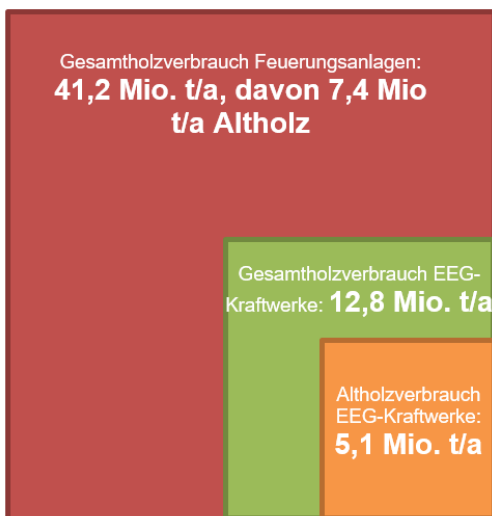 Gesamtholzverbrauch Feuerungsanlagen:
41,2 Mio. t/a, davon 7,4 Mio
t/a Altholz
Gesamtholzverbrauch EEG-
Kraftwerke: 12,8 Mio. t/a
Altholzverbrauch
EEG-Kraftwerke:
5,1 Mio. t/a